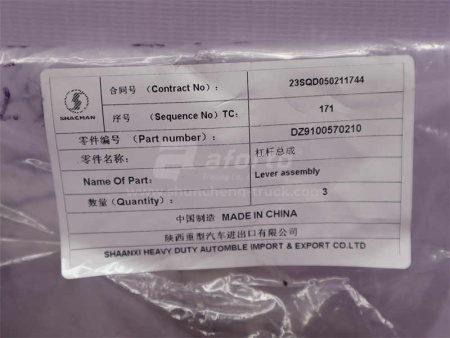 合同号 （Contract No）：
23SQD050211744
SHACMAN
序号 （Sequence No）TC：
171
零件编号 （Part number）：
DZ9100570210
零件名称：
杠杆总成
Name Of Part：
Lever assembly
数量（Quantity）：
3
中国制造 MADE IN CHINA
陕西重型汽车进出口有限公司
SHAANXI HEAVY DUTY AUTOMBLE IMPORT & EXPORT CO.LTD